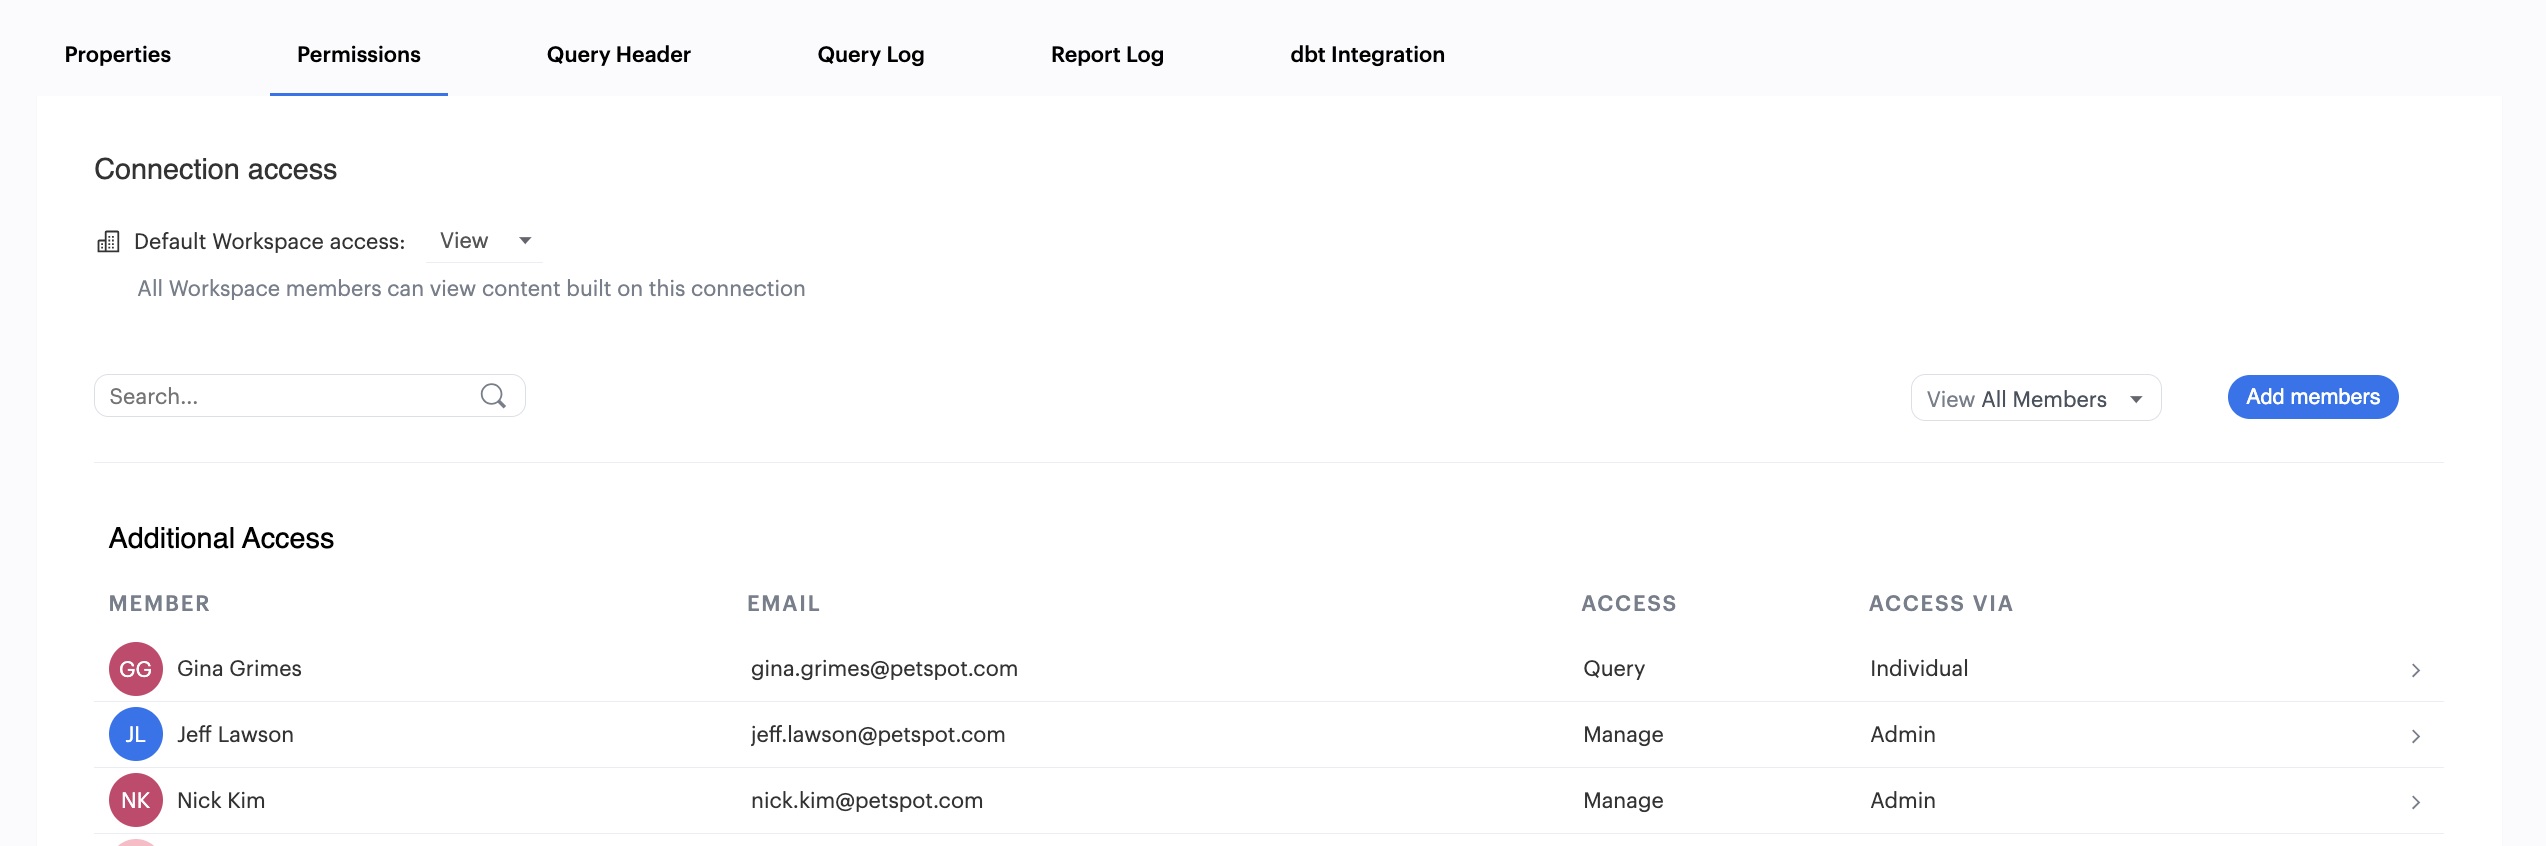 Properties Permissions Query Header Query Log Report Log dbt Integration
Connection access
Default Workspace access: View
All Workspace members can view content built on this connection
Search... View All Members Add members
Additional Access
MEMBER EMAIL ACCESS ACCESS VIA
GG Gina Grimes gina.grimes@petspot.com Query Individual
JL Jeff Lawson jeff.lawson@petspot.com Manage Admin
NK Nick Kim nick.kim@petspot.com Manage Admin